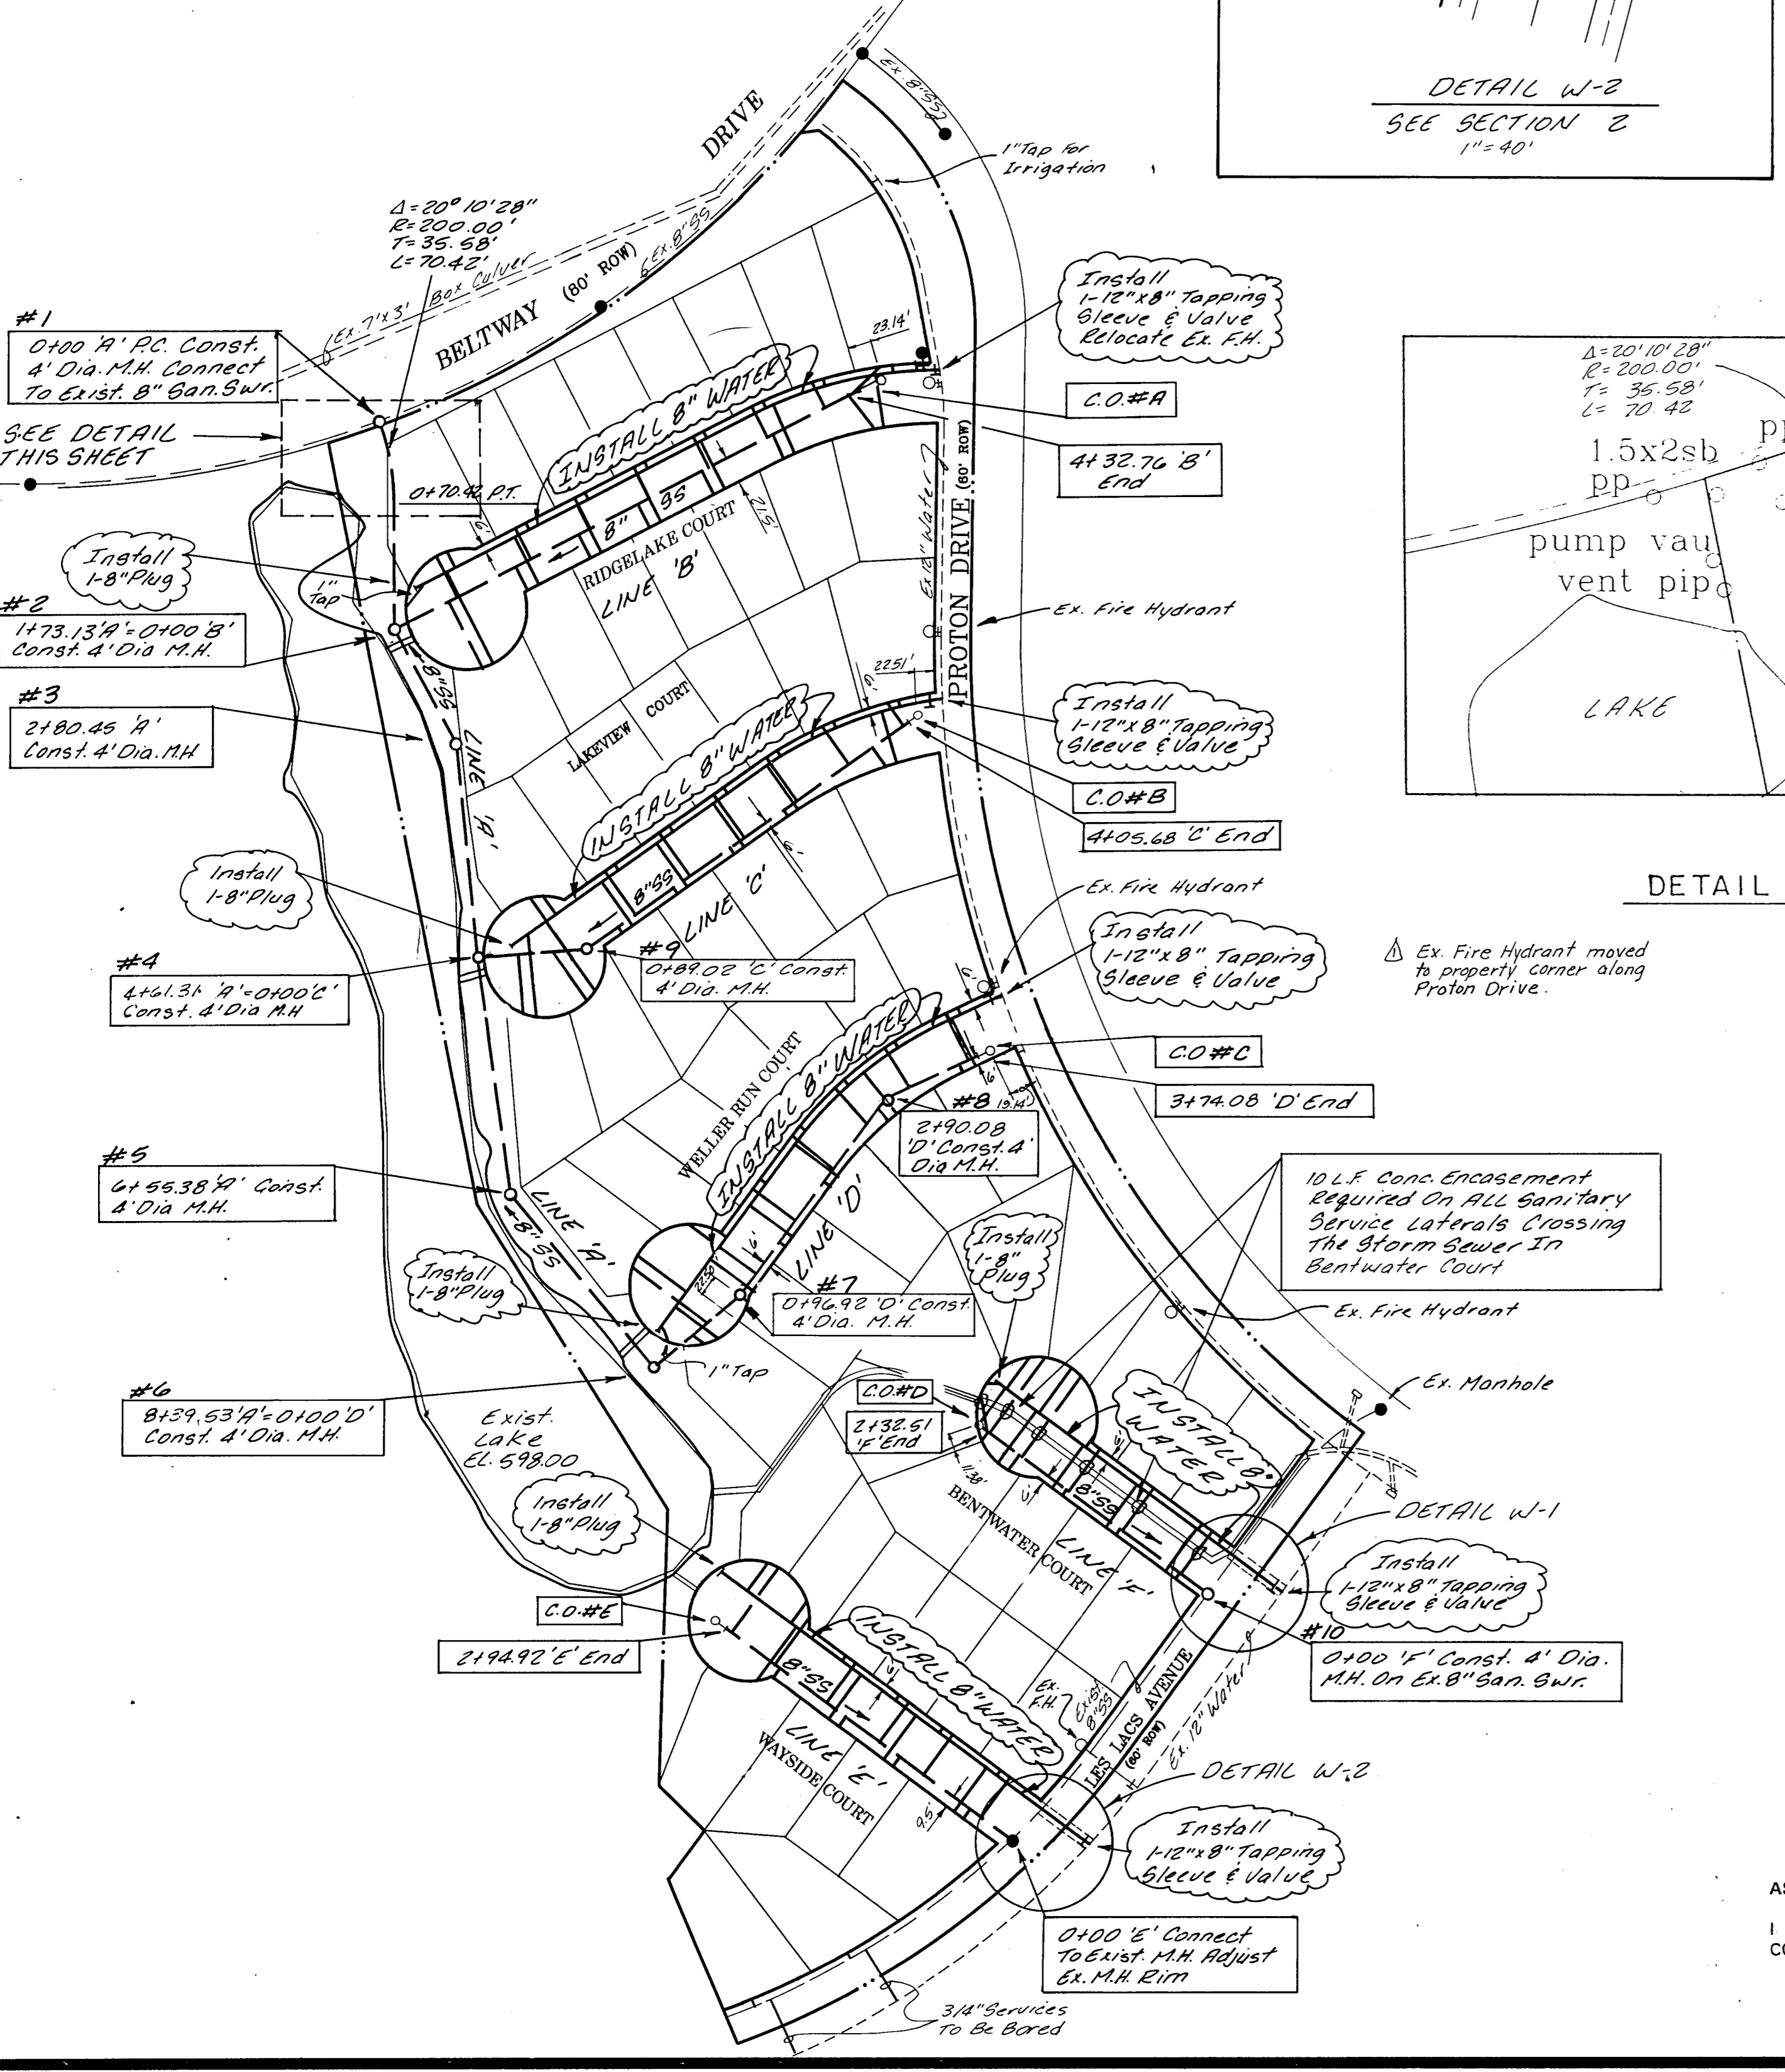 DETAIL W-2
SEE SECTION 2
1"=40'
DRIVE
Ex. 8"SS
1"Tap For
Irrigation
Δ=20°10'28"
R=200.00'
T=35.58'
L=70.42'
Ex. 7'x3' Box Culver
BELTWAY (80' ROW)
Ex. 8"SS
#1
0+00 'A' P.C. Const.
4' Dia. M.H. Connect
To Exist. 8" San. Swr.
SEE DETAIL
THIS SHEET
0+70.42 P.T.
INSTALL 8" WATER
23.14'
Install
1-12"x8" Tapping
Sleeve & Valve
Relocate Ex. F.H.
C.O.#A
4+32.76 'B'
End
Δ=20°10'28"
R=200.00'
T= 35.58'
L= 70.42
1.5x2sb
pp
pump vau
vent pip
LAKE
DETAIL
Install
1-8"Plug
1"
Tap
6'
8" SS
21.5'
RIDGELAKE COURT
LINE 'B'
Ex 12" Water
PROTON DRIVE (60' ROW)
Ex. Fire Hydrant
#2
1+73.13'A'=0+00'B'
Const. 4'Dia M.H.
8"SS
#3
2+80.45 'A'
Const. 4'Dia. M.H
LINE 'A'
LAKEVIEW COURT
INSTALL 8" WATER
22.51'
6'
Install
1-12"x8" Tapping
Sleeve & Valve
C.O#B
4+05.68 'C' End
Install
1-8"Plug
8"SS
6'
LINE 'C'
Ex. Fire Hydrant
#4
4+61.31 'A'=0+00'C'
Const. 4'Dia M.H
#9
0+89.02 'C' Const.
4'Dia. M.H.
Install
1-12"x8" Tapping
Sleeve & Valve
Ex. Fire Hydrant moved
to property corner along
Proton Drive.
6'
WELLER RUN COURT
INSTALL 8" WATER
C.O#C
6'
19.14'
3+74.08 'D' End
#8
2+90.08
'D' Const. 4'
Dia M.H.
#5
6+55.38'A' Const.
4'Dia M.H.
LINE 'A'
8"SS
LINE 'D'
6'
22.50'
10 L.F. Conc. Encasement
Required On ALL Sanitary
Service Laterals Crossing
The Storm Sewer In
Bentwater Court
Install
1-8"Plug
Install
1-8"
Plug
#7
0+96.92 'D' Const.
4'Dia. M.H.
Ex. Fire Hydrant
1" Tap
#6
8+39.53'A'=0+00'D'
Const. 4'Dia. M.H.
C.O.#D
2+32.51
'F' End
Ex. Manhole
Exist.
Lake
EL. 598.00
INSTALL 8"
WATER
11.38'
8"SS
BENTWATER COURT
LINE 'F'
DETAIL W-1
Install
1-8"Plug
Install
1-12"x8" Tapping
Sleeve & Valve
C.O.#E
2+94.92'E' End
#10
0+00 'F' Const. 4' Dia.
M.H. On Ex. 8" San. Swr.
INSTALL 8" WATER
8"SS
Ex.
F.H.
Exist
8"SS
LES LACS AVENUE
(60' ROW)
Ex. 12" Water
LINE 'E'
WAYSIDE COURT
9.5'
DETAIL W-2
Install
1-12"x8" Tapping
Sleeve & Valve
0+00 'E' Connect
To Exist. M.H. Adjust
Ex. M.H. Rim
3/4" Services
To Be Bored